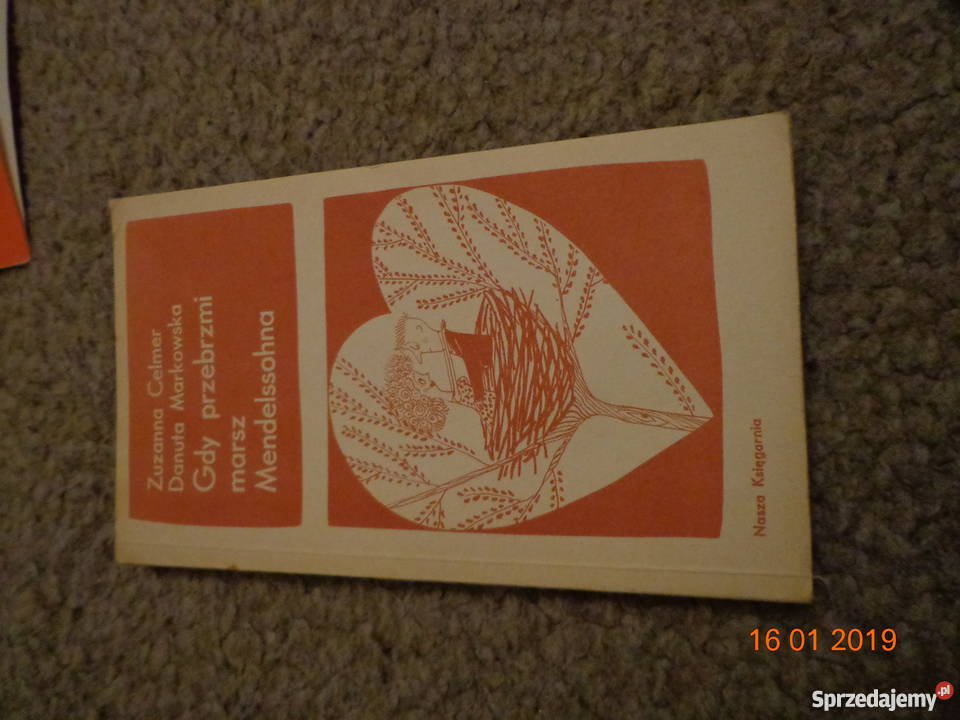 Zuzanna Celmer
Danuta Markowska
Gdy przebrzmi
marsz
Mendelssohna
Nasza Księgarnia
16 01 2019
Sprzedajemy.pl